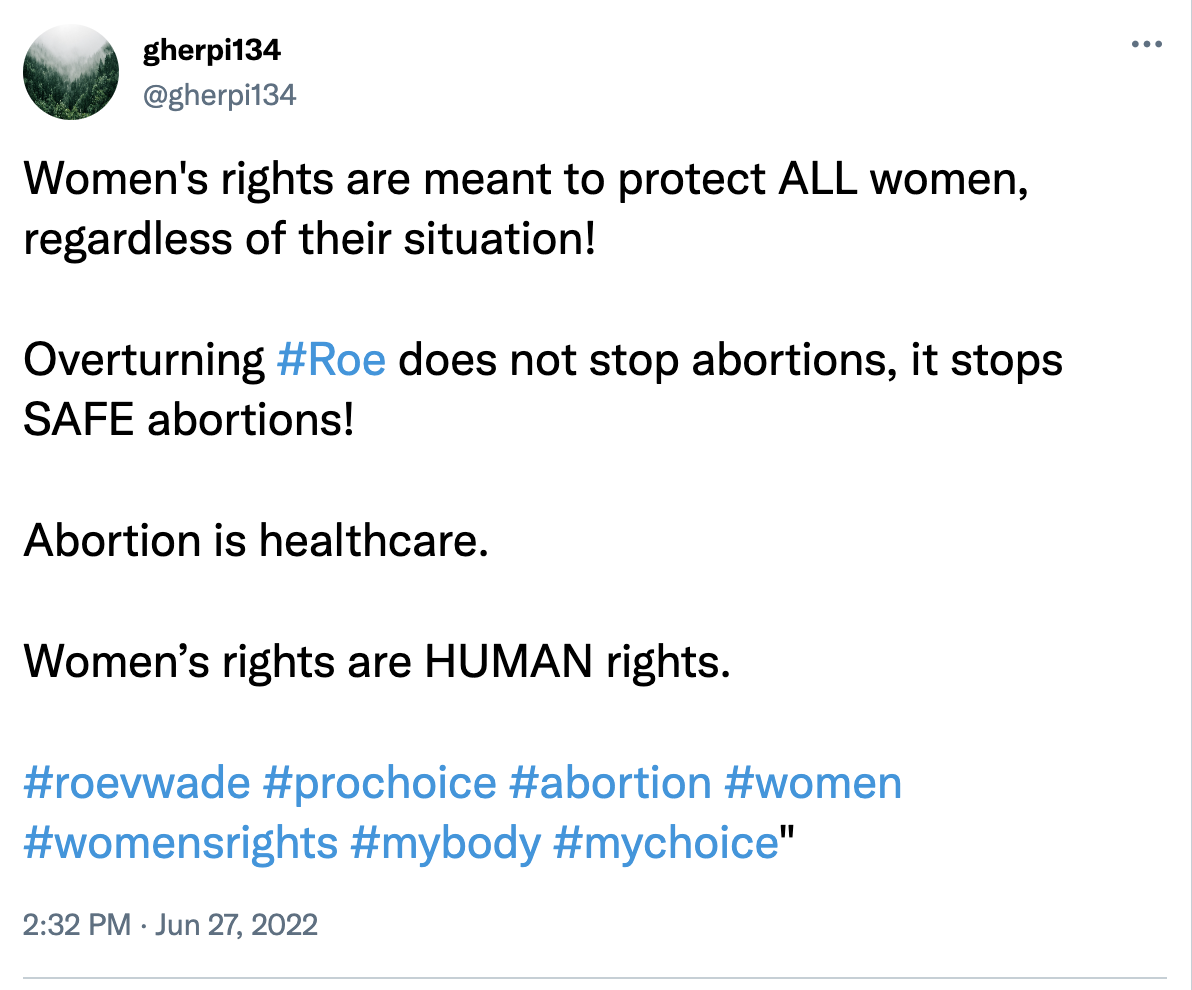 gherpi134
@gherpi134
Women's rights are meant to protect ALL women,
regardless of their situation!
Overturning #Roe does not stop abortions, it stops
SAFE abortions!
Abortion is healthcare.
Women’s rights are HUMAN rights.
#roevwade #prochoice #abortion #women
#womensrights #mybody #mychoice"
2:32 PM · Jun 27, 2022